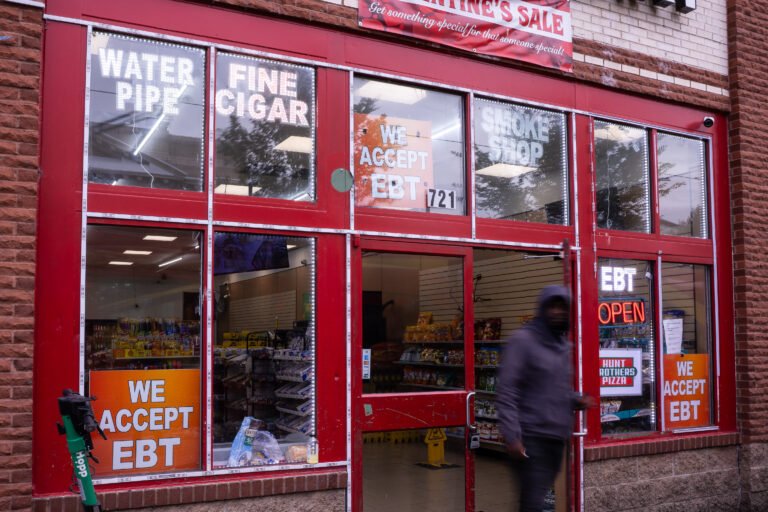 VALENTINE'S SALE
Get something special for that someone special!
WATER
PIPE
FINE
CIGAR
WE
ACCEPT
EBT
721
SMOKE
SHOP
EBT
OPEN
HUNT
BROTHERS
PIZZA
WE
ACCEPT
EBT
WE
ACCEPT
EBT
Hopp